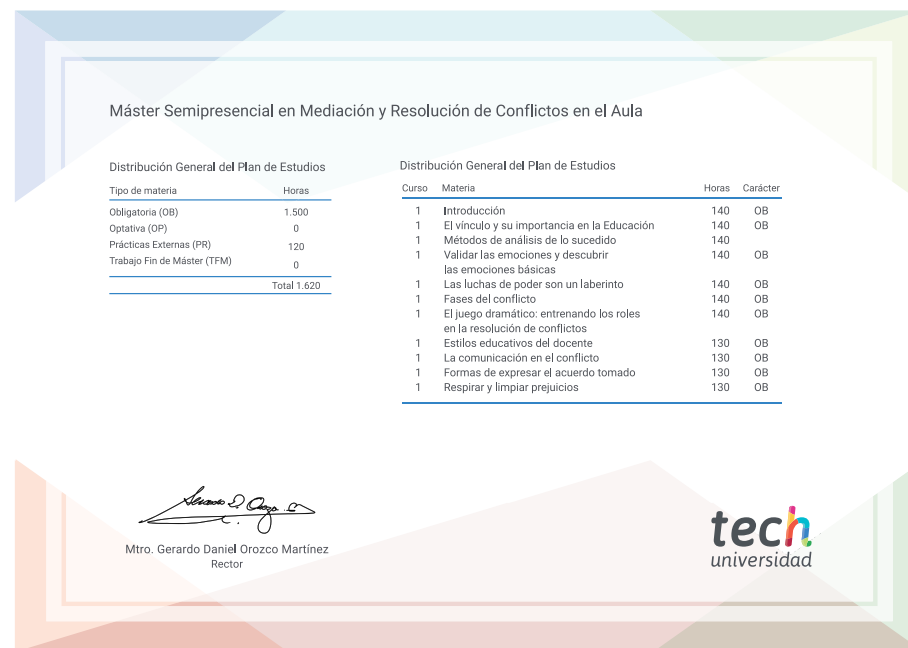 Máster Semipresencial en Mediación y Resolución de Conflictos en el Aula
Distribución General del Plan de Estudios
Tipo de materia Horas
Obligatoria (OB) 1.500
Optativa (OP) 0
Prácticas Externas (PR) 120
Trabajo Fin de Máster (TFM) 0
Total 1.620
Distribución General del Plan de Estudios
Curso Materia Horas Carácter
1 Introducción 140 OB
1 El vínculo y su importancia en la Educación 140 OB
1 Métodos de análisis de lo sucedido 140
1 Validar las emociones y descubrir 140 OB
las emociones básicas
1 Las luchas de poder son un laberinto 140 OB
1 Fases del conflicto 140 OB
1 El juego dramático: entrenando los roles 140 OB
en la resolución de conflictos
1 Estilos educativos del docente 130 OB
1 La comunicación en el conflicto 130 OB
1 Formas de expresar el acuerdo tomado 130 OB
1 Respirar y limpiar prejuicios 130 OB
Mtro. Gerardo Daniel Orozco Martínez
Rector
tech
universidad